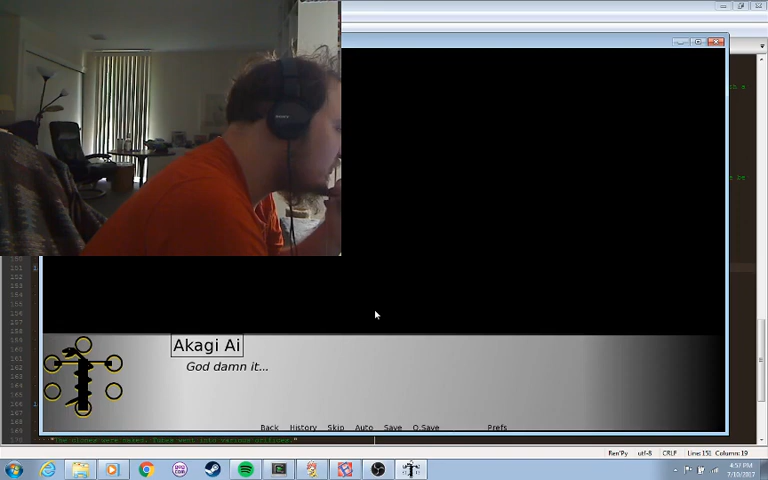 Akagi Ai
God damn it...
Back History Skip Auto Save Q.Save Prefs
Ren'Py utf-8 CRLF Line: 151 Column: 19
4:57 PM
7/10/2017